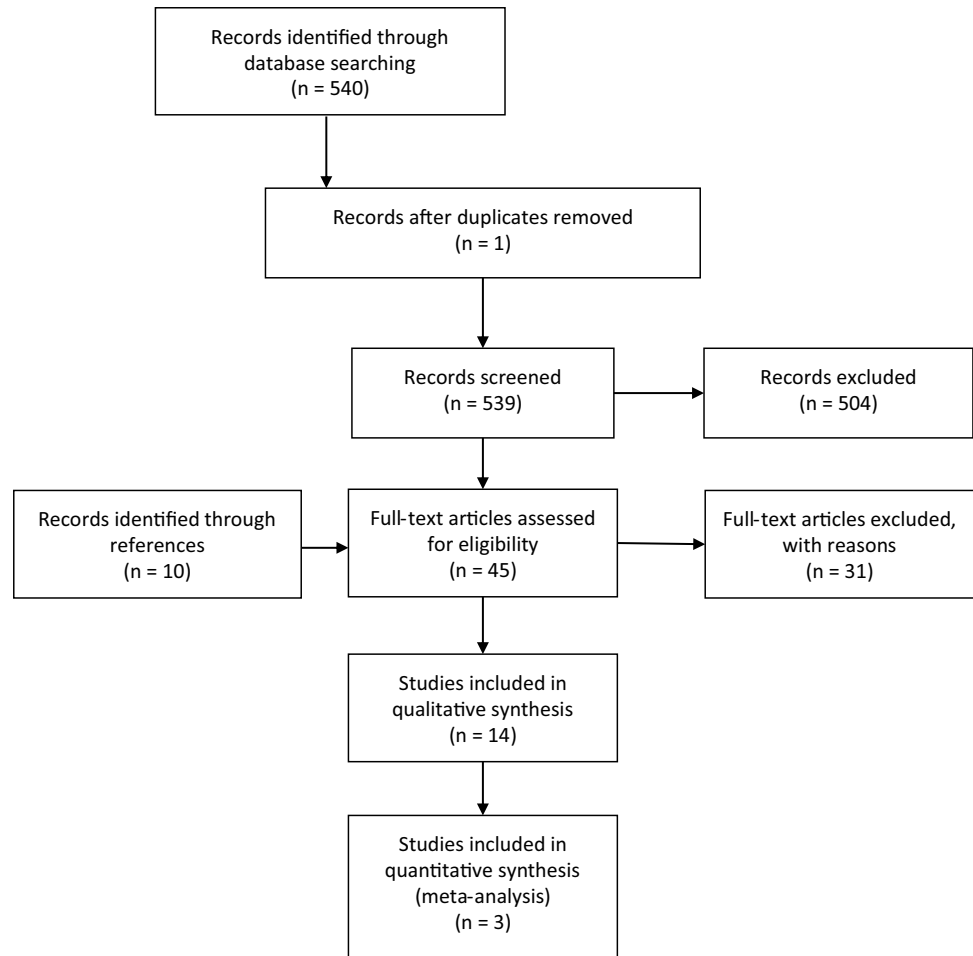 Records identified through
database searching
(n = 540)
Records after duplicates removed
(n = 1)
Records screened
(n = 539)
Records excluded
(n = 504)
Records identified through
references
(n = 10)
Full-text articles assessed
for eligibility
(n = 45)
Full-text articles excluded,
with reasons
(n = 31)
Studies included in
qualitative synthesis
(n = 14)
Studies included in
quantitative synthesis
(meta-analysis)
(n = 3)